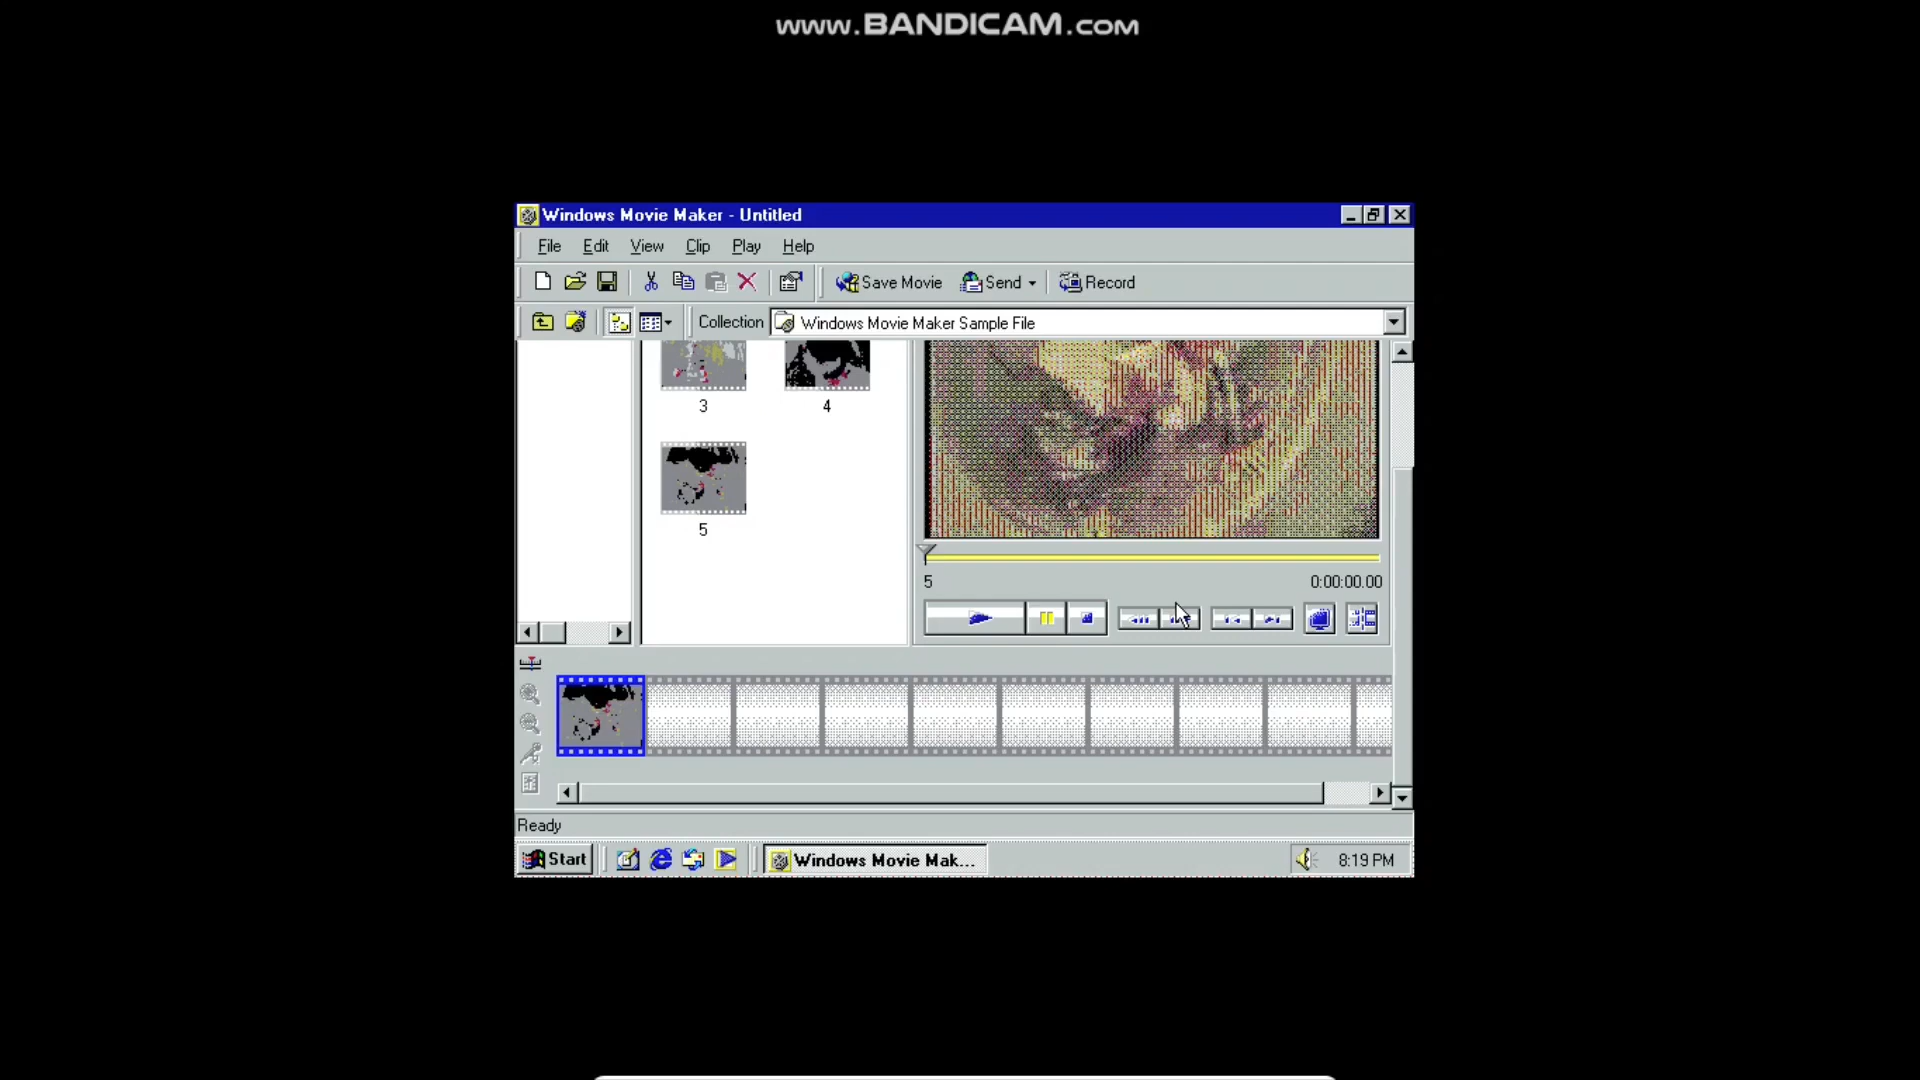 www.BANDICAM.com
Windows Movie Maker - Untitled
File Edit View Clip Play Help
Save Movie Send Record
Collection Windows Movie Maker Sample File
3 4
5
5 0:00:00.00
Ready
Start Windows Movie Mak... 8:19 PM